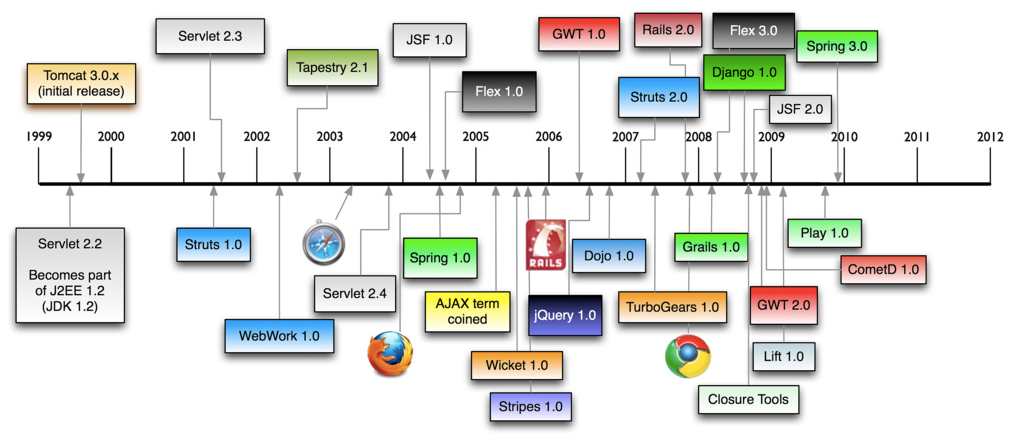 Servlet 2.3
JSF 1.0
GWT 1.0
Rails 2.0
Flex 3.0
Spring 3.0
Tomcat 3.0.x
(initial release)
Tapestry 2.1
Flex 1.0
Struts 2.0
Django 1.0
JSF 2.0
1999 2000 2001 2002 2003 2004 2005 2006 2007 2008 2009 2010 2011 2012
Servlet 2.2
Becomes part
of J2EE 1.2
(JDK 1.2)
Struts 1.0
Spring 1.0
RAILS
Dojo 1.0
Grails 1.0
Play 1.0
CometD 1.0
Servlet 2.4
AJAX term
coined
jQuery 1.0
TurboGears 1.0
GWT 2.0
WebWork 1.0
Wicket 1.0
Lift 1.0
Stripes 1.0
Closure Tools